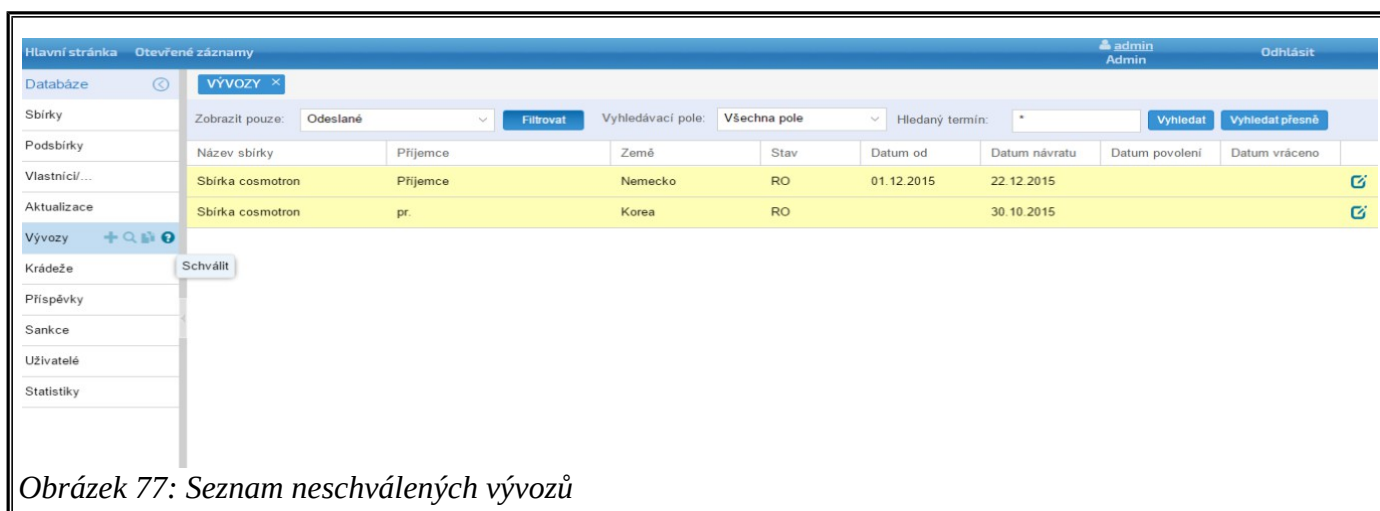 Hlavní stránka Otevřené záznamy admin Odhlásit
Admin
Databáze VÝVOZY ×
Sbírky Zobrazit pouze: Odeslané Filtrovat Vyhledávací pole: Všechna pole Hledaný termín: * Vyhledat Vyhledat přesně
Podsbírky Název sbírky Příjemce Země Stav Datum od Datum návratu Datum povolení Datum vráceno
Vlastníci/... Sbírka cosmotron Příjemce Nemecko RO 01.12.2015 22.12.2015
Aktualizace Sbírka cosmotron pr. Korea RO 30.10.2015
Vývozy
Krádeže Schválit
Příspěvky
Sankce
Uživatelé
Statistiky
Obrázek 77: Seznam neschválených vývozů